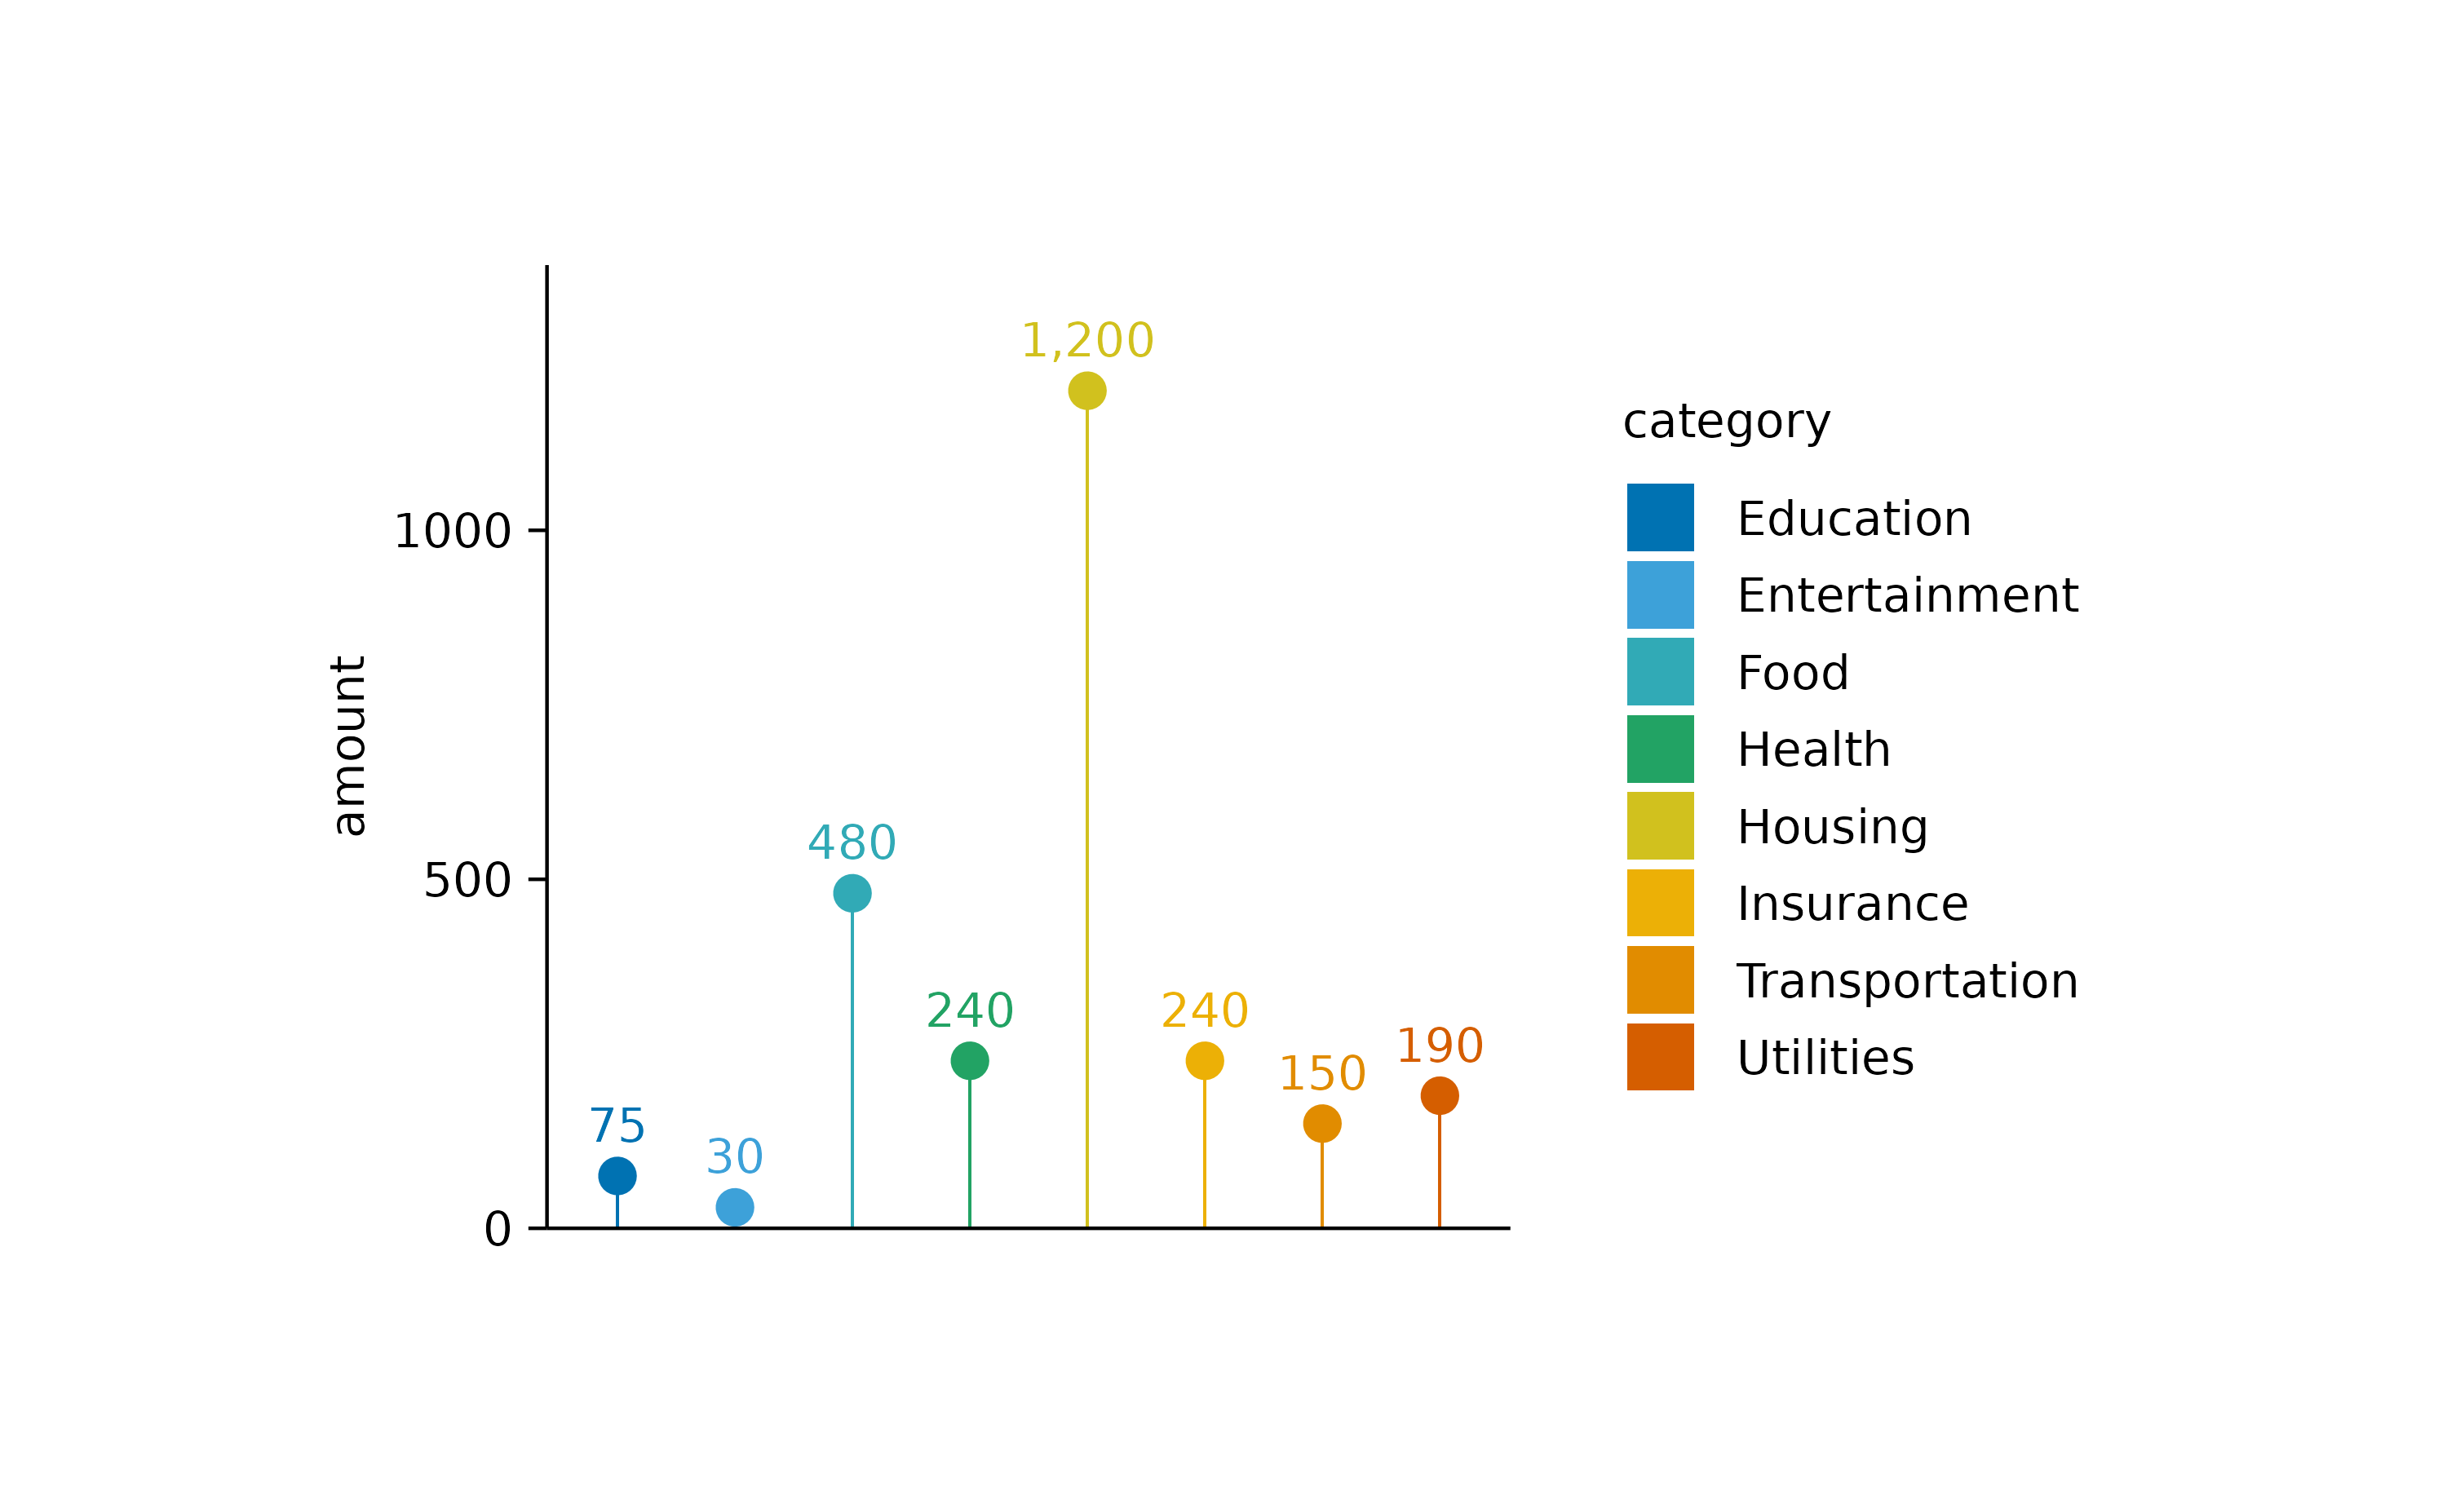 amount
1000
500
0
75
30
480
240
1,200
240
150
190
category
Education
Entertainment
Food
Health
Housing
Insurance
Transportation
Utilities